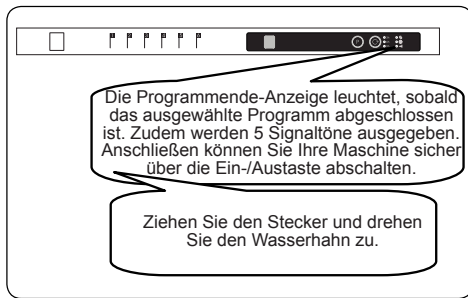 Die Programmende-Anzeige leuchtet, sobald
das ausgewählte Programm abgeschlossen
ist. Zudem werden 5 Signaltöne ausgegeben.
Anschließen können Sie Ihre Maschine sicher
über die Ein-/Austaste abschalten.
Ziehen Sie den Stecker und drehen
Sie den Wasserhahn zu.